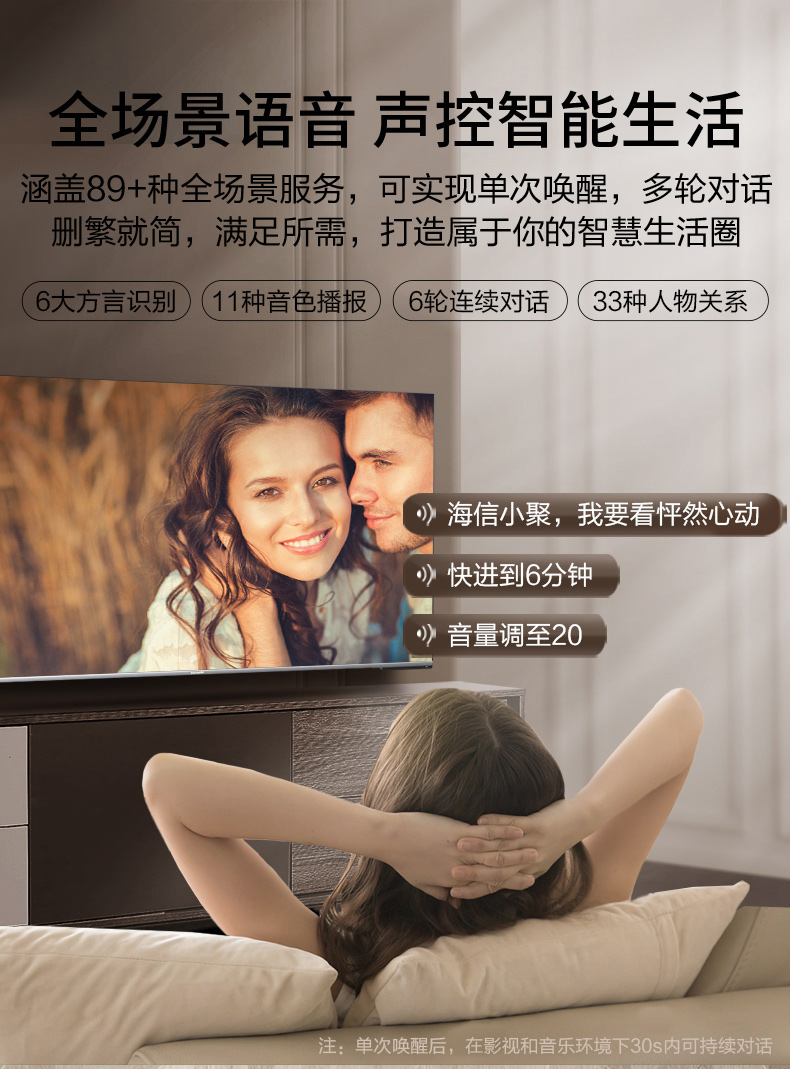 全场景语音 声控智能生活
涵盖89+种全场景服务，可实现单次唤醒，多轮对话
删繁就简，满足所需，打造属于你的智慧生活圈
6大方言识别 11种音色播报 6轮连续对话 33种人物关系
海信小聚，我要看怦然心动
快进到6分钟
音量调至20
注：单次唤醒后，在影视和音乐环境下30s内可持续对话